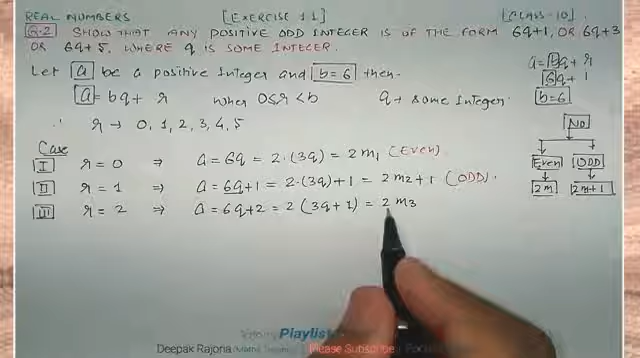 REAL NUMBERS [EXERCISE 1.1] [CLASS-10]
Q.2 SHOW THAT ANY POSITIVE ODD INTEGER IS OF THE FORM 6q+1, OR 6q+3
OR 6q+5, WHERE q IS SOME INTEGER.
Let a be a positive Integer and b=6 then.
a = bq + r when 0≤r<b q → some Integer
∴ r → 0, 1, 2, 3, 4, 5
Case
I r = 0 ⇒ a = 6q = 2·(3q) = 2m1 (Even)
II r = 1 ⇒ a = 6q+1 = 2·(3q)+1 = 2m2+1 (ODD).
III r = 2 ⇒ a = 6q+2 = 2(3q+1) = 2m3
a = bq + r
6q + 1
b=6
NO
Even ODD
2m 2m+1
Playlist
Deepak Rajoria Please Subscribe